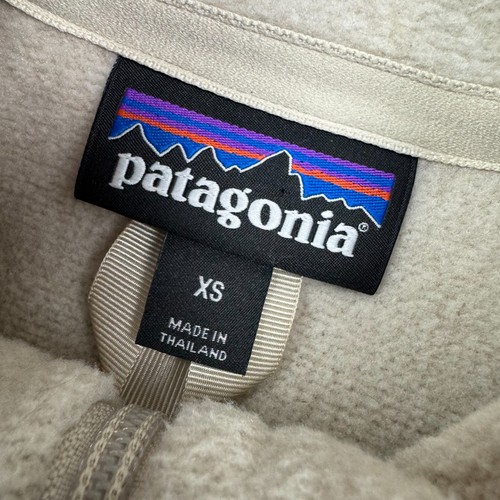 patagonia®
XS
MADE IN
THAILAND